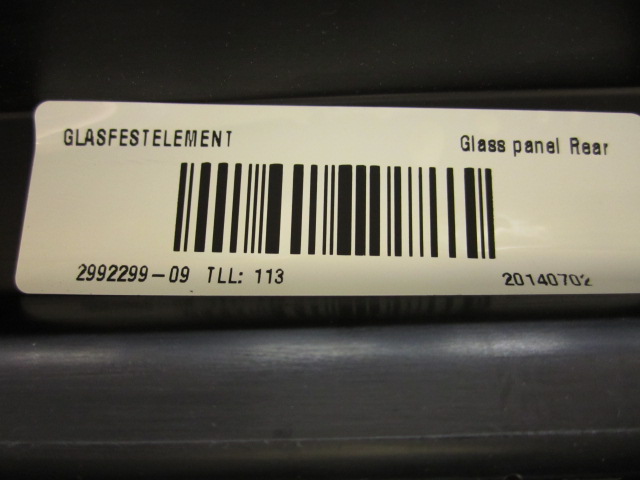 GLASFESTELEMENT Glass panel Rear
2992299-09 TLL: 113 20140702